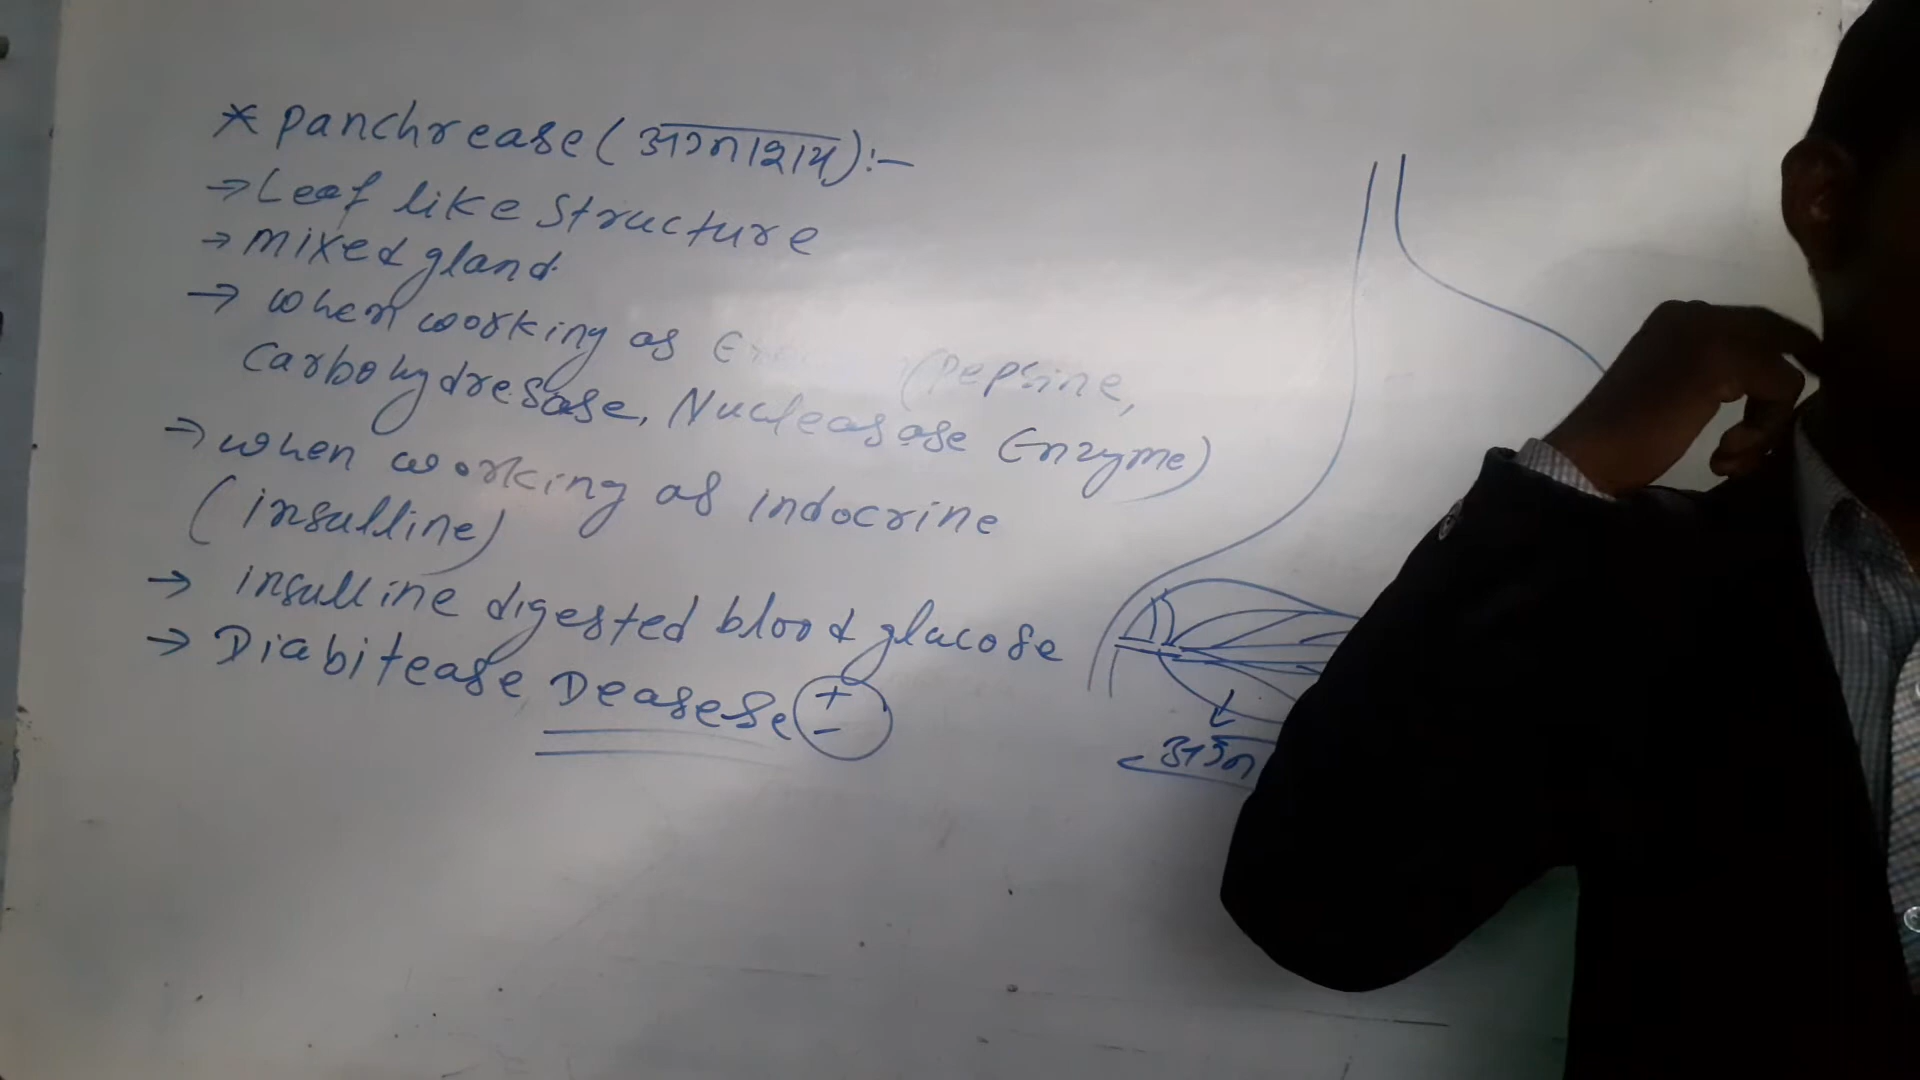 * Panchrease (अग्नाशय):-
→ Leaf like structure
→ mixed gland.
→ when working as (Pepsine,
Carbohydresase, Nucleasase Enzyme)
→ when working as indocrine
(insulline)
→ insulline digested blood glucose
→ Diabitease Deasese + -